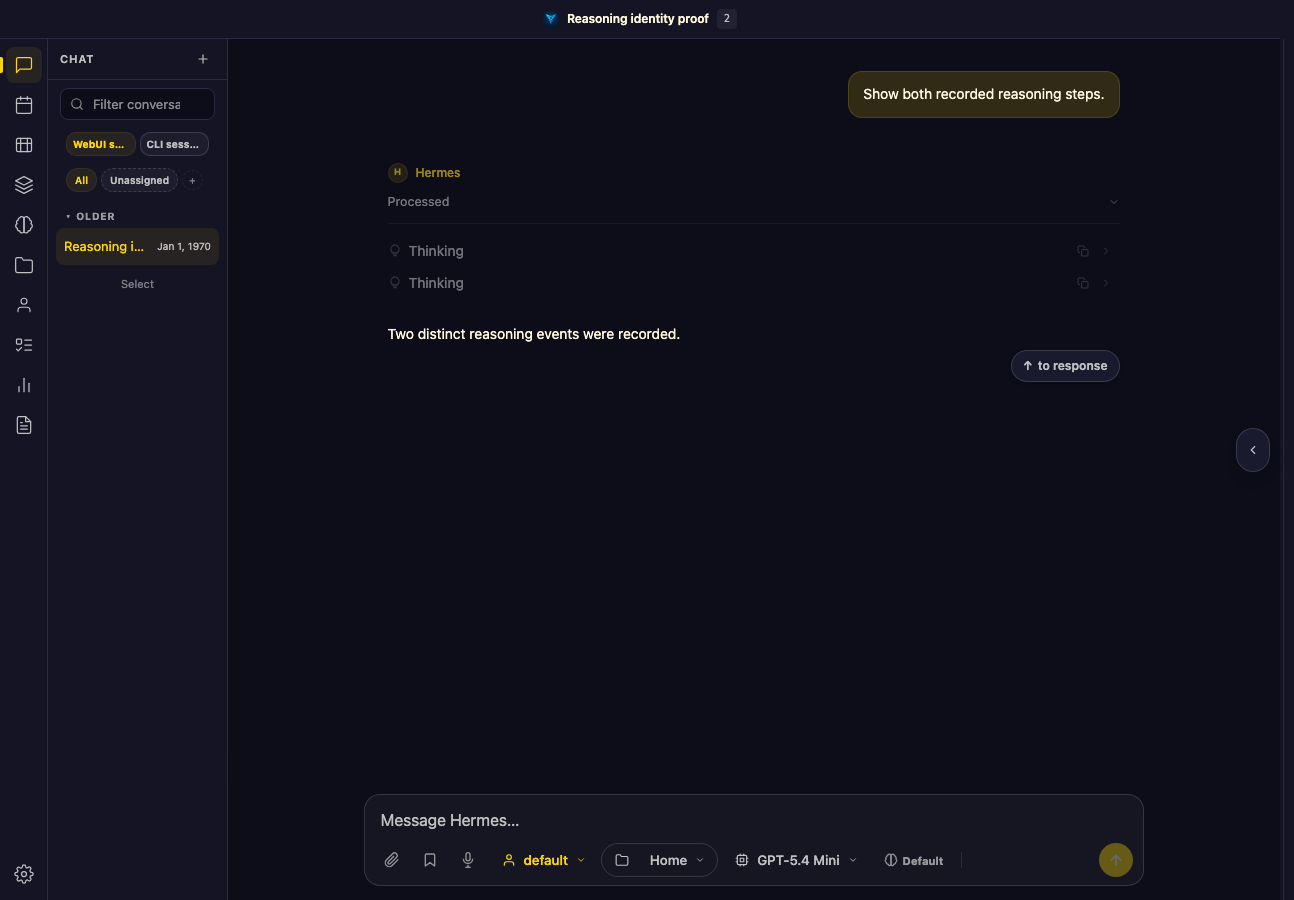 Reasoning identity proof 2
CHAT
Filter conversa
WebUI s... CLI sess...
All Unassigned +
OLDER
Reasoning i... Jan 1, 1970
Select
Show both recorded reasoning steps.
H Hermes
Processed
Thinking
Thinking
Two distinct reasoning events were recorded.
↑ to response
Message Hermes...
default Home GPT-5.4 Mini Default